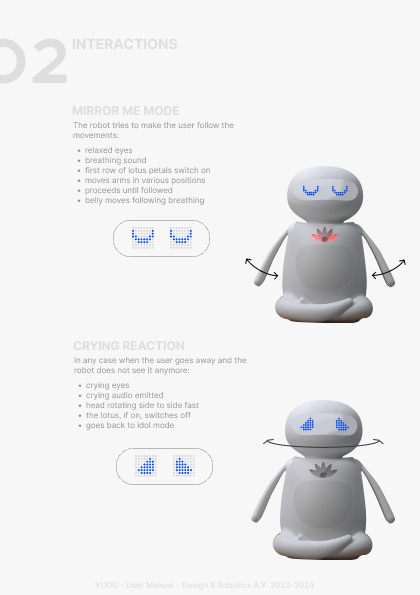 02 INTERACTIONS
MIRROR ME MODE
The robot tries to make the user follow the
movements:
• relaxed eyes
• breathing sound
• first row of lotus petals switch on
• moves arms in various positions
• proceeds until followed
• belly moves following breathing
CRYING REACTION
In any case when the user goes away and the
robot does not see it anymore:
• crying eyes
• crying audio emitted
• head rotating side to side fast
• the lotus, if on, switches off
• goes back to idol mode
YUDU - User Manual - Design & Robotics A.Y. 2023-2024